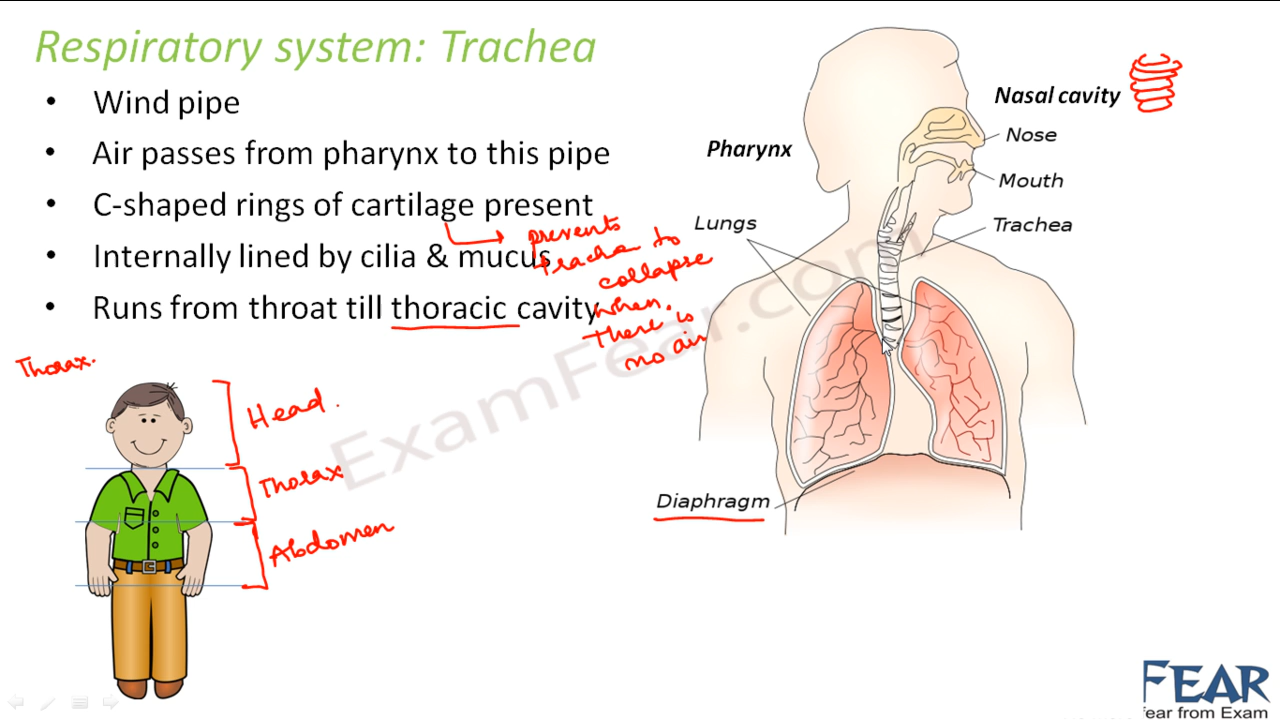 Respiratory system: Trachea
• Wind pipe
• Air passes from pharynx to this pipe
• C-shaped rings of cartilage present
• Internally lined by cilia & mucus
• Runs from throat till thoracic cavity
prevents
trachea to
collapse
when.
there is
no air
Thorax.
Head.
Thorax
Abdomen
Nasal cavity
Nose
Pharynx
Mouth
Lungs
Trachea
Diaphragm
ExamFear.com
FEAR
fear from Exam